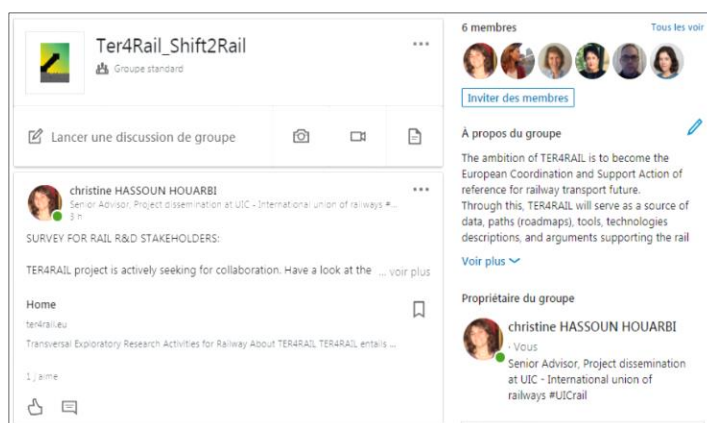 Ter4Rail_Shift2Rail
Groupe standard
Lancer une discussion de groupe
christine HASSOUN HOUARBI
Senior Advisor, Project dissemination at UIC - International union of railways #...
3 h
SURVEY FOR RAIL R&D STAKEHOLDERS:
TER4RAIL project is actively seeking for collaboration. Have a look at the ... voir plus
Home
ter4rail.eu
Transversal Exploratory Research Activities for Railway About TER4RAIL TER4RAIL entails ...
1 j'aime
6 membres
Tous les voir
Inviter des membres
À propos du groupe
The ambition of TER4RAIL is to become the
European Coordination and Support Action of
reference for railway transport future.
Through this, TER4RAIL will serve as a source of
data, paths (roadmaps), tools, technologies
descriptions, and arguments supporting the rail
Voir plus
Propriétaire du groupe
christine HASSOUN HOUARBI
· Vous
Senior Advisor, Project dissemination
at UIC - International union of
railways #UICrail